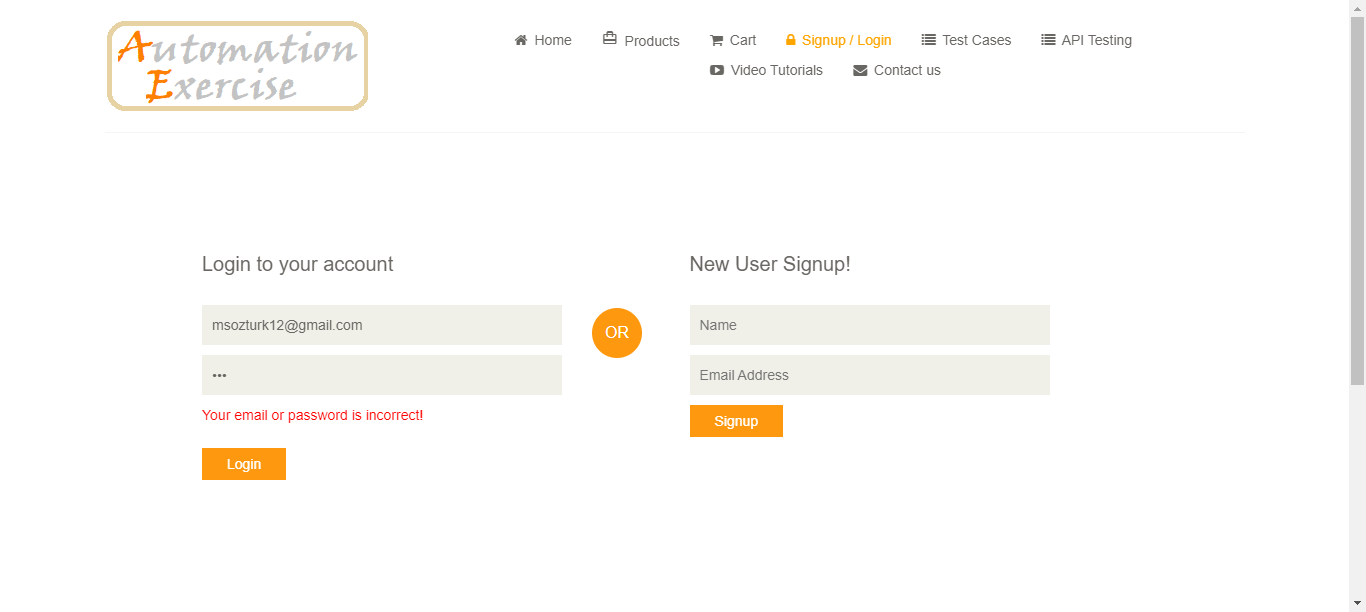 Automation
Exercise
Home Products Cart Signup / Login Test Cases API Testing
Video Tutorials Contact us
Login to your account
msozturk12@gmail.com
•••
Your email or password is incorrect!
Login
OR
New User Signup!
Name
Email Address
Signup